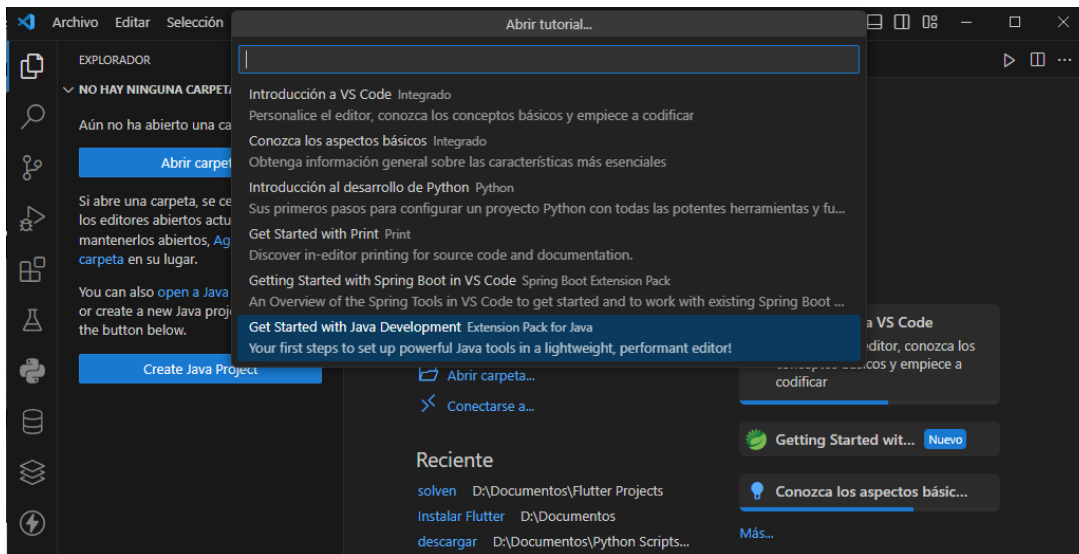 Archivo Editar Selección
Abrir tutorial...
EXPLORADOR
NO HAY NINGUNA CARPETA
Aún no ha abierto una ca
Abrir carpet
Si abre una carpeta, se ce
los editores abiertos actu
mantenerlos abiertos, Ag
carpeta en su lugar.
You can also open a Java
or create a new Java proj
the button below.
Create Java Project
Introducción a VS Code Integrado
Personalice el editor, conozca los conceptos básicos y empiece a codificar
Conozca los aspectos básicos Integrado
Obtenga información general sobre las características más esenciales
Introducción al desarrollo de Python Python
Sus primeros pasos para configurar un proyecto Python con todas las potentes herramientas y fu...
Get Started with Print Print
Discover in-editor printing for source code and documentation.
Getting Started with Spring Boot in VS Code Spring Boot Extension Pack
An Overview of the Spring Tools in VS Code to get started and to work with existing Spring Boot ...
Get Started with Java Development Extension Pack for Java
Your first steps to set up powerful Java tools in a lightweight, performant editor!
Abrir carpeta...
Conectarse a...
Reciente
solven D:\Documentos\Flutter Projects
Instalar Flutter D:\Documentos
descargar D:\Documentos\Python Scripts...
a VS Code
editor, conozca los
conceptos básicos y empiece a
codificar
Getting Started wit... Nuevo
Conozca los aspectos básic...
Más...